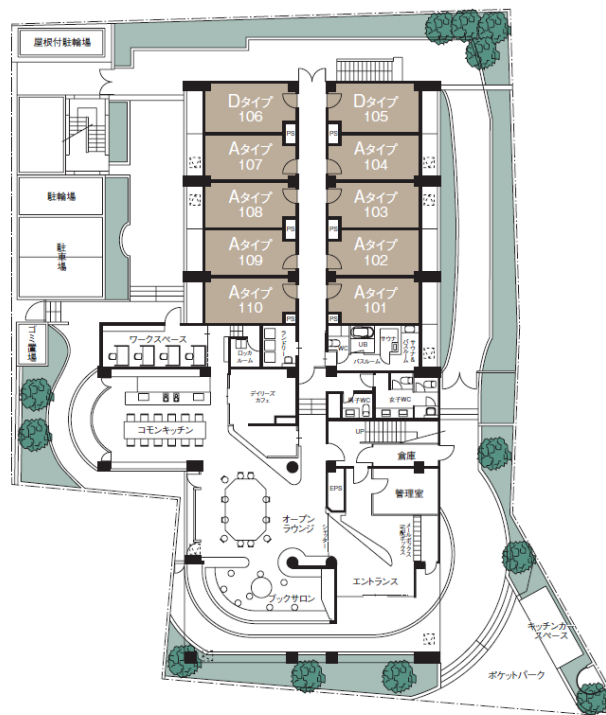 屋根付駐輪場
Dタイプ
106
Dタイプ
105
PS
PS
Aタイプ
107
Aタイプ
104
駐輪場
Aタイプ
108
Aタイプ
103
PS
PS
駐車場
Aタイプ
109
Aタイプ
102
Aタイプ
110
Aタイプ
101
PS
PS
ゴミ置場
ワークスペース
ロッカー
ルーム
ランドリー
WC
UB
サウナ
バスルーム
サウナ&
バスルーム
デイリーズ
カフェ
男子WC
女子WC
コモンキッチン
UP
倉庫
EPS
管理室
オープン
ラウンジ
シャッター
メールボックス
宅配ボックス
エントランス
ブックサロン
キッチンカー
スペース
ポケットパーク